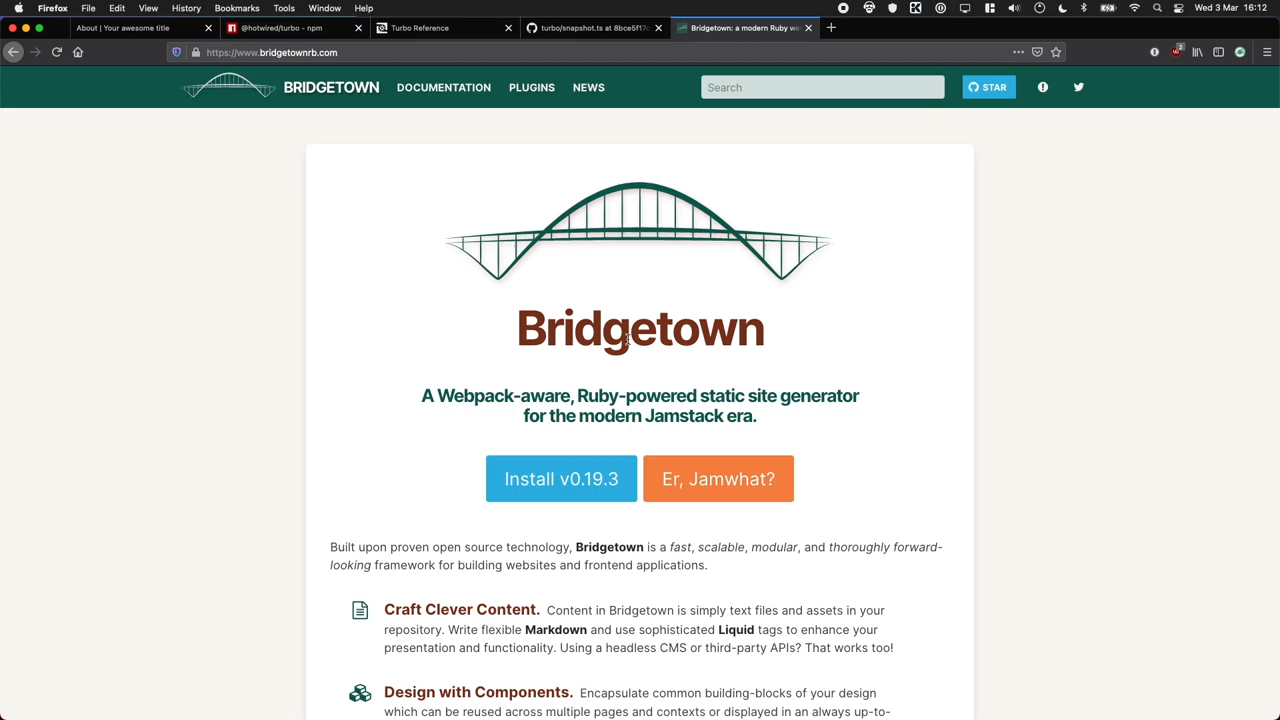 Firefox File Edit View History Bookmarks Tools Window Help Wed 3 Mar 16:12
About | Your awesome title @hotwired/turbo - npm Turbo Reference turbo/snapshot.ts at 8bce5f17c Bridgetown: a modern Ruby we
https://www.bridgetownrb.com 2
BRIDGETOWN DOCUMENTATION PLUGINS NEWS Search STAR
Bridgetown
A Webpack-aware, Ruby-powered static site generator
for the modern Jamstack era.
Install v0.19.3 Er, Jamwhat?
Built upon proven open source technology, Bridgetown is a fast, scalable, modular, and thoroughly forward-
looking framework for building websites and frontend applications.
Craft Clever Content. Content in Bridgetown is simply text files and assets in your
repository. Write flexible Markdown and use sophisticated Liquid tags to enhance your
presentation and functionality. Using a headless CMS or third-party APIs? That works too!
Design with Components. Encapsulate common building-blocks of your design
which can be reused across multiple pages and contexts or displayed in an always up-to-